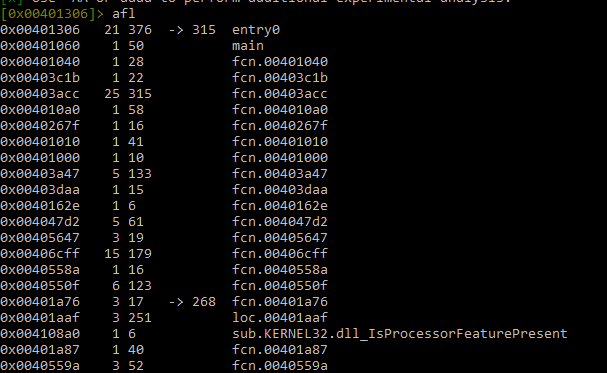 [x] Use -AA or aaaa to perform additional experimental analysis.
[0x00401306]> afl
0x00401306 21 376 -> 315 entry0
0x00401060 1 50 main
0x00401040 1 28 fcn.00401040
0x00403c1b 1 22 fcn.00403c1b
0x00403acc 25 315 fcn.00403acc
0x004010a0 1 58 fcn.004010a0
0x0040267f 1 16 fcn.0040267f
0x00401010 1 41 fcn.00401010
0x00401000 1 10 fcn.00401000
0x00403a47 5 133 fcn.00403a47
0x00403daa 1 15 fcn.00403daa
0x0040162e 1 6 fcn.0040162e
0x004047d2 5 61 fcn.004047d2
0x00405647 3 19 fcn.00405647
0x00406cff 15 179 fcn.00406cff
0x0040558a 1 16 fcn.0040558a
0x0040550f 6 123 fcn.0040550f
0x00401a76 3 17 -> 268 fcn.00401a76
0x00401aaf 3 251 loc.00401aaf
0x004108a0 1 6 sub.KERNEL32.dll_IsProcessorFeaturePresent
0x00401a87 1 40 fcn.00401a87
0x0040559a 3 52 fcn.0040559a